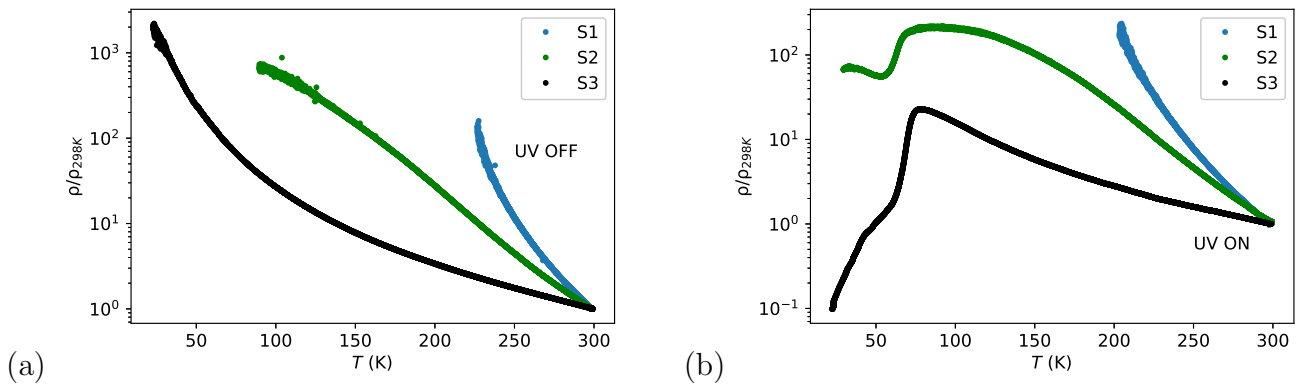 S1
S2
S3
UV OFF
10³
10²
10¹
10⁰
ρ/ρ₂₉₈K
50 100 150 200 250 300
T (K)
(a)
S1
S2
S3
UV ON
10²
10¹
10⁰
10⁻¹
ρ/ρ₂₉₈K
50 100 150 200 250 300
T (K)
(b)